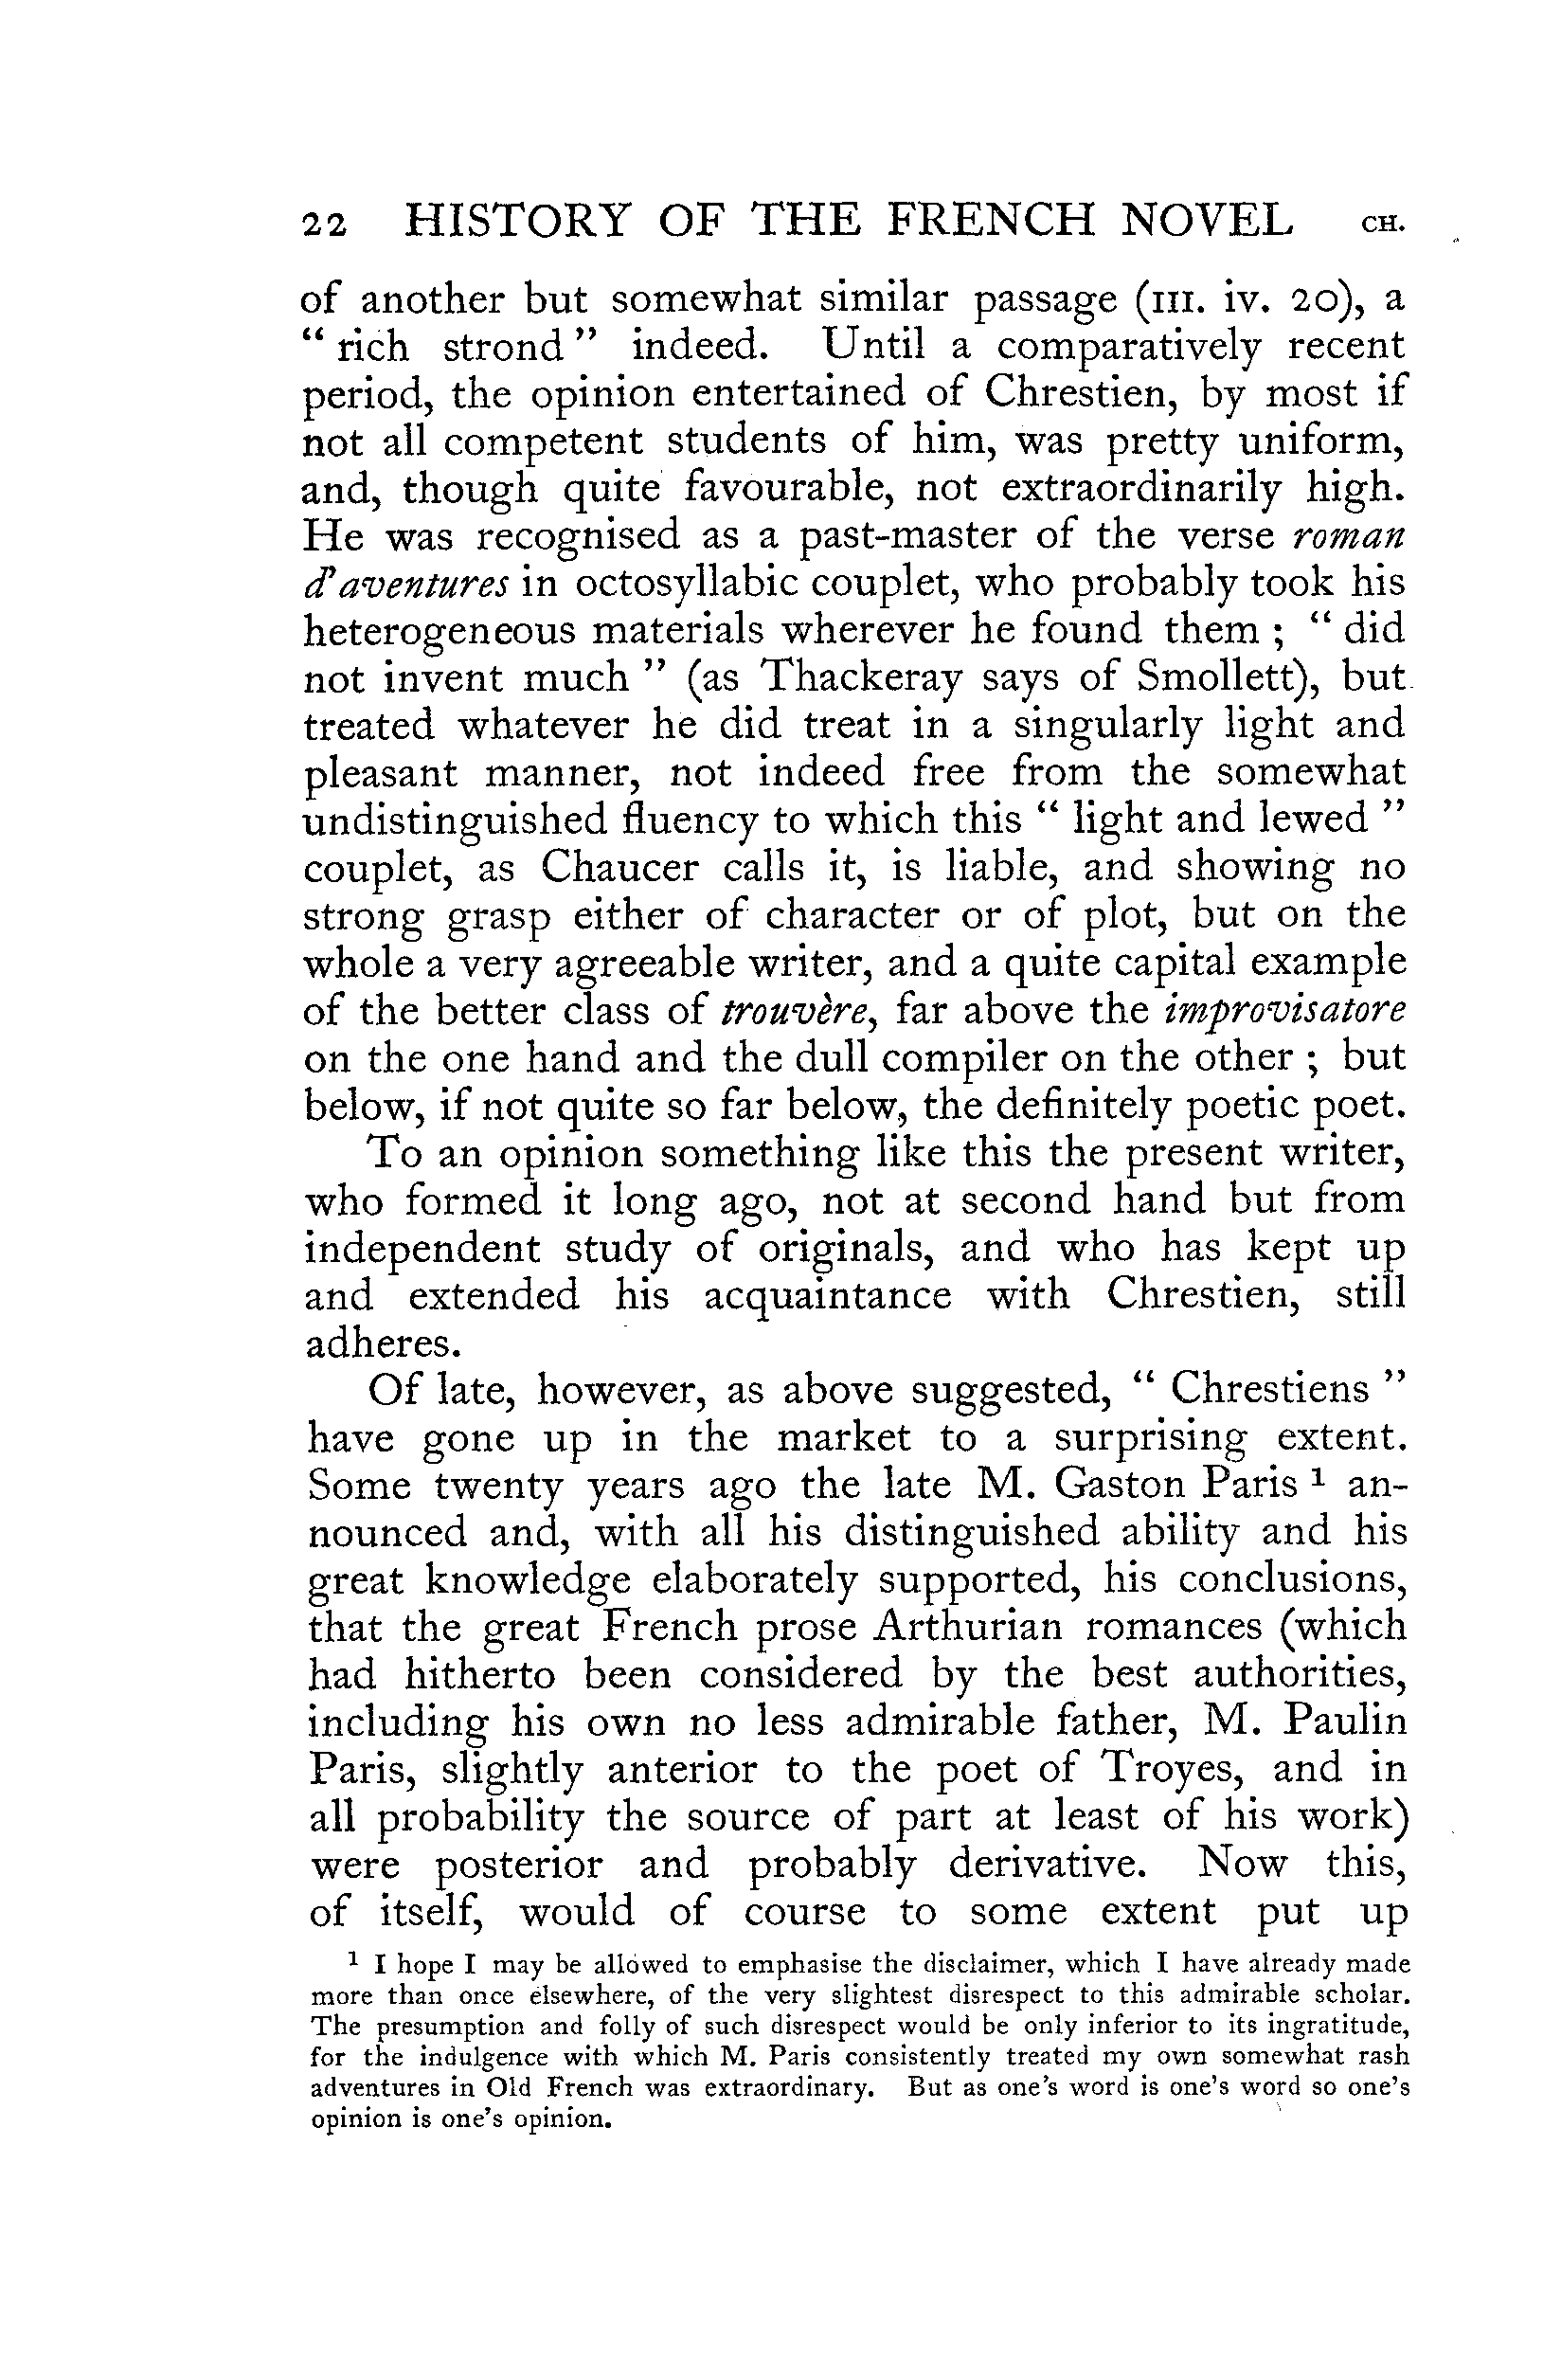 22 HISTORY OF THE FRENCH NOVEL CH.
of another but somewhat similar passage (III. iv. 20), a
“ rich strond ” indeed. Until a comparatively recent
period, the opinion entertained of Chrestien, by most if
not all competent students of him, was pretty uniform,
and, though quite favourable, not extraordinarily high.
He was recognised as a past-master of the verse roman
d’aventures in octosyllabic couplet, who probably took his
heterogeneous materials wherever he found them ; “ did
not invent much ” (as Thackeray says of Smollett), but
treated whatever he did treat in a singularly light and
pleasant manner, not indeed free from the somewhat
undistinguished fluency to which this “ light and lewed ”
couplet, as Chaucer calls it, is liable, and showing no
strong grasp either of character or of plot, but on the
whole a very agreeable writer, and a quite capital example
of the better class of trouvère, far above the improvisatore
on the one hand and the dull compiler on the other ; but
below, if not quite so far below, the definitely poetic poet.
To an opinion something like this the present writer,
who formed it long ago, not at second hand but from
independent study of originals, and who has kept up
and extended his acquaintance with Chrestien, still
adheres.
Of late, however, as above suggested, “ Chrestiens ”
have gone up in the market to a surprising extent.
Some twenty years ago the late M. Gaston Paris ¹ an-
nounced and, with all his distinguished ability and his
great knowledge elaborately supported, his conclusions,
that the great French prose Arthurian romances (which
had hitherto been considered by the best authorities,
including his own no less admirable father, M. Paulin
Paris, slightly anterior to the poet of Troyes, and in
all probability the source of part at least of his work)
were posterior and probably derivative. Now this,
of itself, would of course to some extent put up
¹ I hope I may be allowed to emphasise the disclaimer, which I have already made
more than once elsewhere, of the very slightest disrespect to this admirable scholar.
The presumption and folly of such disrespect would be only inferior to its ingratitude,
for the indulgence with which M. Paris consistently treated my own somewhat rash
adventures in Old French was extraordinary. But as one’s word is one’s word so one’s
opinion is one’s opinion.